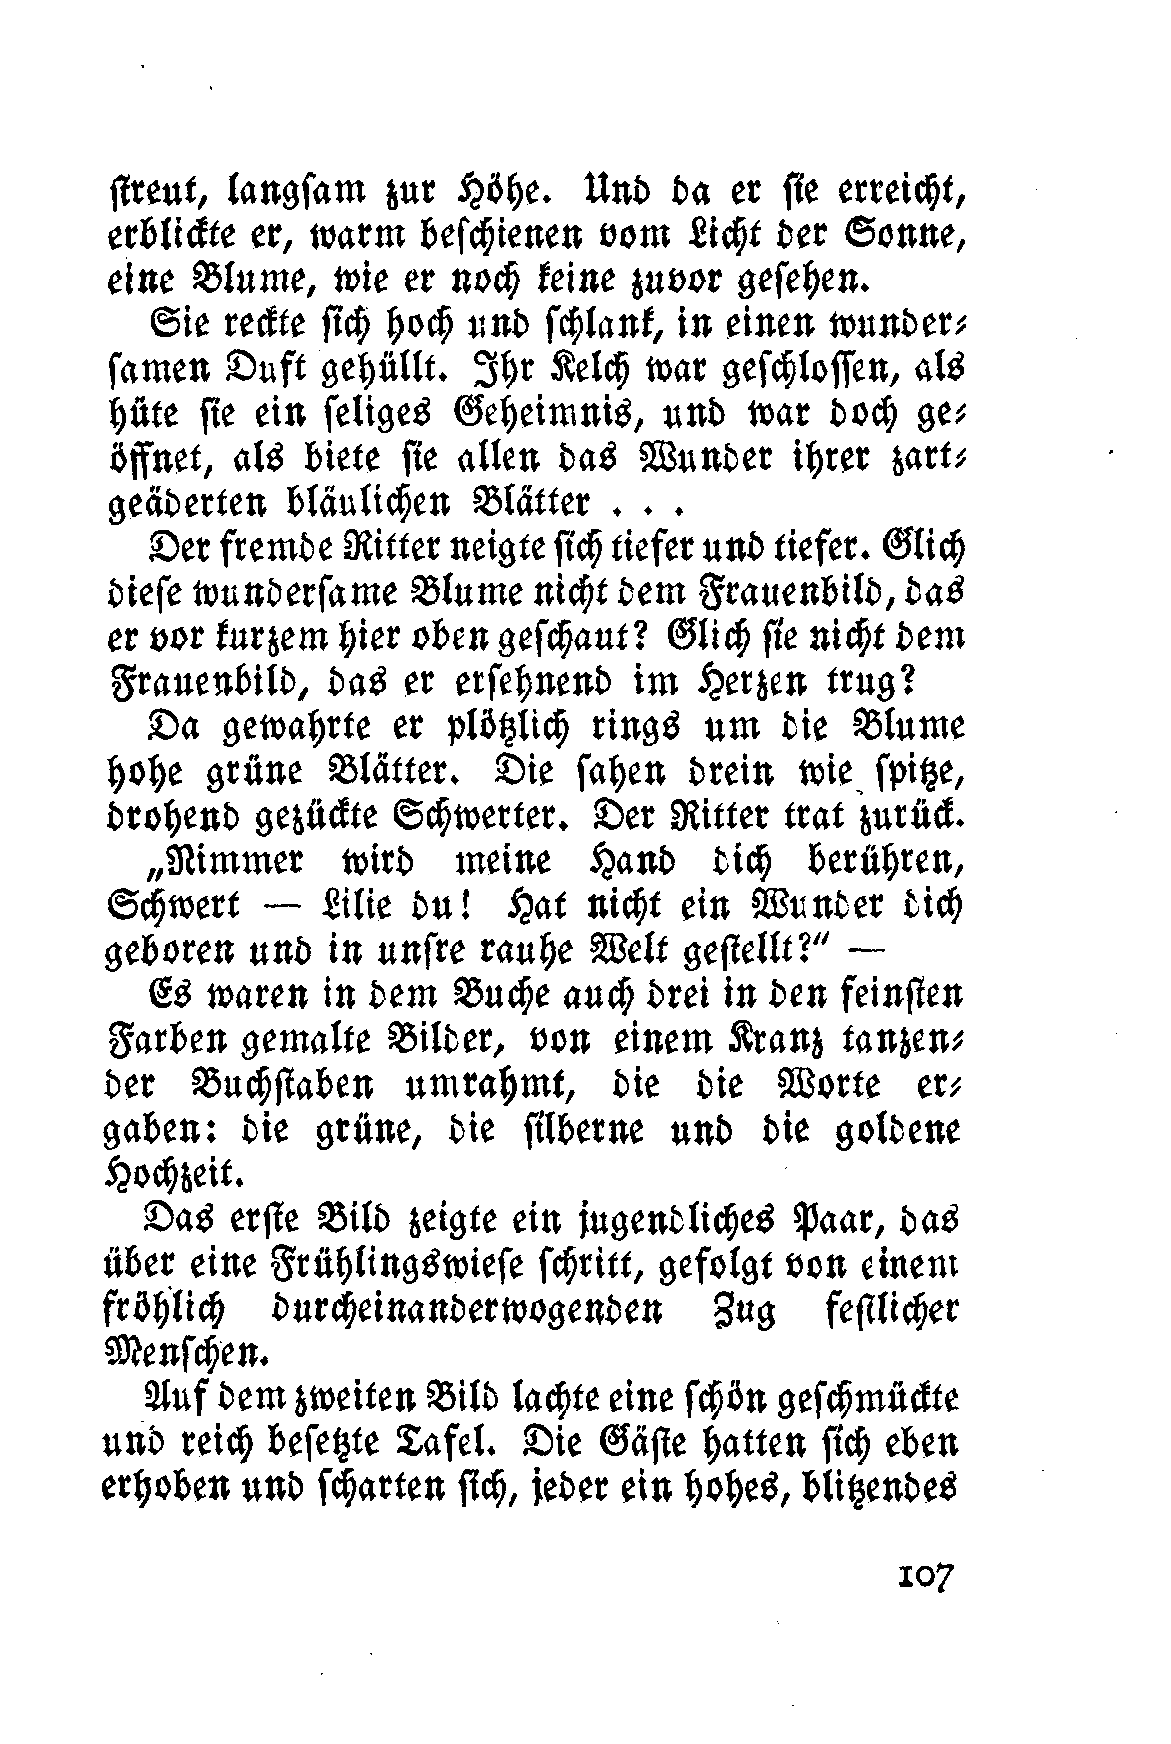 streut, langsam zur Höhe. Und da er sie erreicht,
erblickte er, warm beschienen vom Licht der Sonne,
eine Blume, wie er noch keine zuvor gesehen.
Sie reckte sich hoch und schlank, in einen wunder⸗
samen Duft gehüllt. Ihr Kelch war geschlossen, als
hüte sie ein seliges Geheimnis, und war doch ge⸗
öffnet, als biete sie allen das Wunder ihrer zart⸗
geäderten bläulichen Blätter . . .
Der fremde Ritter neigte sich tiefer und tiefer. Glich
diese wundersame Blume nicht dem Frauenbild, das
er vor kurzem hier oben geschaut? Glich sie nicht dem
Frauenbild, das er ersehnend im Herzen trug?
Da gewahrte er plötzlich rings um die Blume
hohe grüne Blätter. Die sahen drein wie spitze,
drohend gezückte Schwerter. Der Ritter trat zurück.
„Nimmer wird meine Hand dich berühren,
Schwert — Lilie du! Hat nicht ein Wunder dich
geboren und in unsre rauhe Welt gestellt?“ —
Es waren in dem Buche auch drei in den feinsten
Farben gemalte Bilder, von einem Kranz tanzen⸗
der Buchstaben umrahmt, die die Worte er⸗
gaben: die grüne, die silberne und die goldene
Hochzeit.
Das erste Bild zeigte ein jugendliches Paar, das
über eine Frühlingswiese schritt, gefolgt von einem
fröhlich durcheinanderwogenden Zug festlicher
Menschen.
Auf dem zweiten Bild lachte eine schön geschmückte
und reich besetzte Tafel. Die Gäste hatten sich eben
erhoben und scharten sich, jeder ein hohes, blitzendes
107